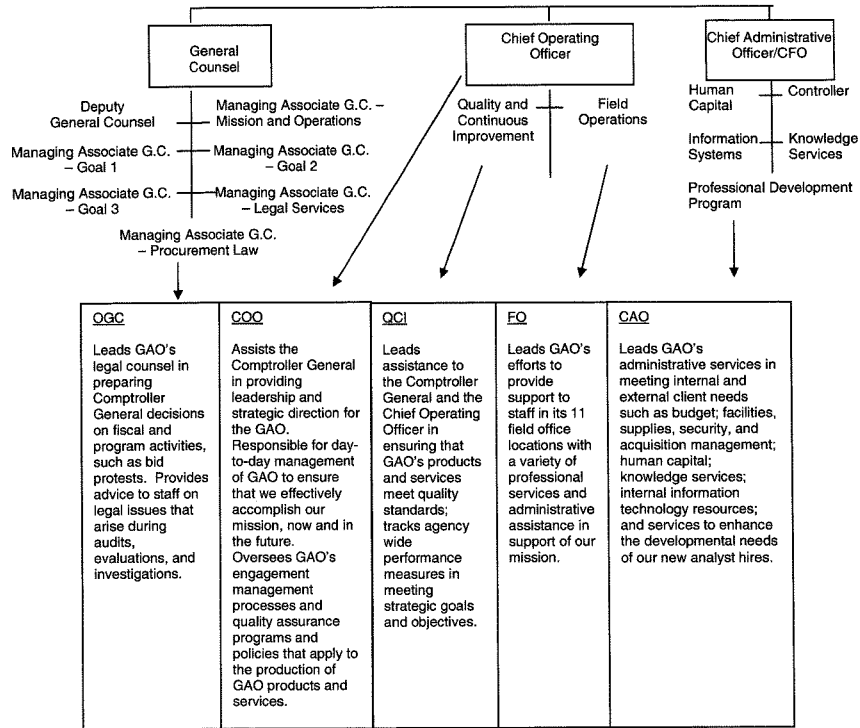 General
Counsel
Chief Operating
Officer
Chief Administrative
Officer/CFO
Deputy
General Counsel
Managing Associate G.C. –
Mission and Operations
Managing Associate G.C.
– Goal 1
Managing Associate G.C.
– Goal 2
Managing Associate G.C.
– Goal 3
Managing Associate G.C.
– Legal Services
Managing Associate G.C.
– Procurement Law
Quality and
Continuous
Improvement
Field
Operations
Human
Capital
Controller
Information
Systems
Knowledge
Services
Professional Development
Program
OGC
Leads GAO's
legal counsel in
preparing
Comptroller
General decisions
on fiscal and
program activities,
such as bid
protests. Provides
advice to staff on
legal issues that
arise during
audits,
evaluations, and
investigations.
COO
Assists the
Comptroller General
in providing
leadership and
strategic direction for
the GAO.
Responsible for day-
to-day management
of GAO to ensure
that we effectively
accomplish our
mission, now and in
the future.
Oversees GAO's
engagement
management
processes and
quality assurance
programs and
policies that apply to
the production of
GAO products and
services.
QCI
Leads
assistance to
the Comptroller
General and the
Chief Operating
Officer in
ensuring that
GAO's products
and services
meet quality
standards;
tracks agency
wide
performance
measures in
meeting
strategic goals
and objectives.
FO
Leads GAO's
efforts to
provide
support to
staff in its 11
field office
locations with
a variety of
professional
services and
administrative
assistance in
support of our
mission.
CAO
Leads GAO's
administrative services in
meeting internal and
external client needs
such as budget; facilities,
supplies, security, and
acquisition management;
human capital;
knowledge services;
internal information
technology resources;
and services to enhance
the developmental needs
of our new analyst hires.